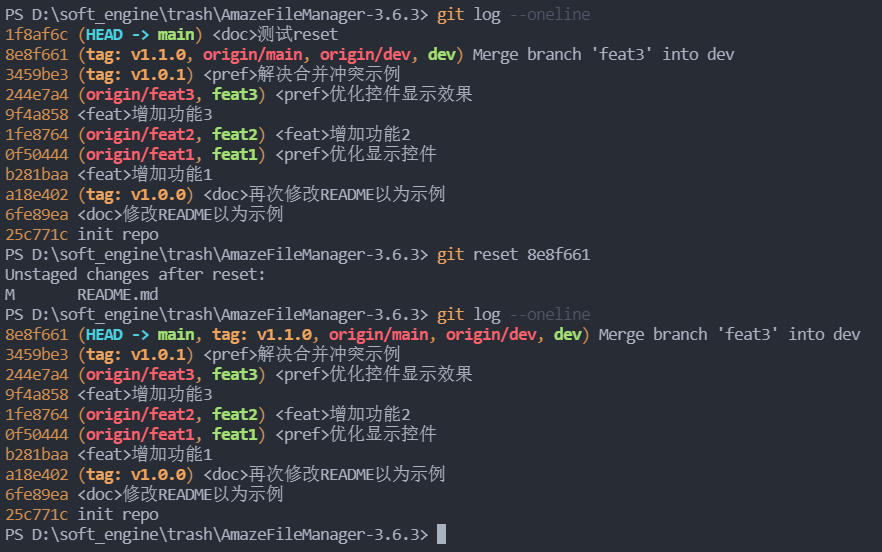 PS D:\soft_engine\trash\AmazeFileManager-3.6.3> git log --oneline
1f8af6c (HEAD -> main) <doc>测试reset
8e8f661 (tag: v1.1.0, origin/main, origin/dev, dev) Merge branch 'feat3' into dev
3459be3 (tag: v1.0.1) <pref>解决合并冲突示例
244e7a4 (origin/feat3, feat3) <pref>优化控件显示效果
9f4a858 <feat>增加功能3
1fe8764 (origin/feat2, feat2) <feat>增加功能2
0f50444 (origin/feat1, feat1) <pref>优化显示控件
b281baa <feat>增加功能1
a18e402 (tag: v1.0.0) <doc>再次修改README以为示例
6fe89ea <doc>修改README以为示例
25c771c init repo
PS D:\soft_engine\trash\AmazeFileManager-3.6.3> git reset 8e8f661
Unstaged changes after reset:
M       README.md
PS D:\soft_engine\trash\AmazeFileManager-3.6.3> git log --oneline
8e8f661 (HEAD -> main, tag: v1.1.0, origin/main, origin/dev, dev) Merge branch 'feat3' into dev
3459be3 (tag: v1.0.1) <pref>解决合并冲突示例
244e7a4 (origin/feat3, feat3) <pref>优化控件显示效果
9f4a858 <feat>增加功能3
1fe8764 (origin/feat2, feat2) <feat>增加功能2
0f50444 (origin/feat1, feat1) <pref>优化显示控件
b281baa <feat>增加功能1
a18e402 (tag: v1.0.0) <doc>再次修改README以为示例
6fe89ea <doc>修改README以为示例
25c771c init repo
PS D:\soft_engine\trash\AmazeFileManager-3.6.3>